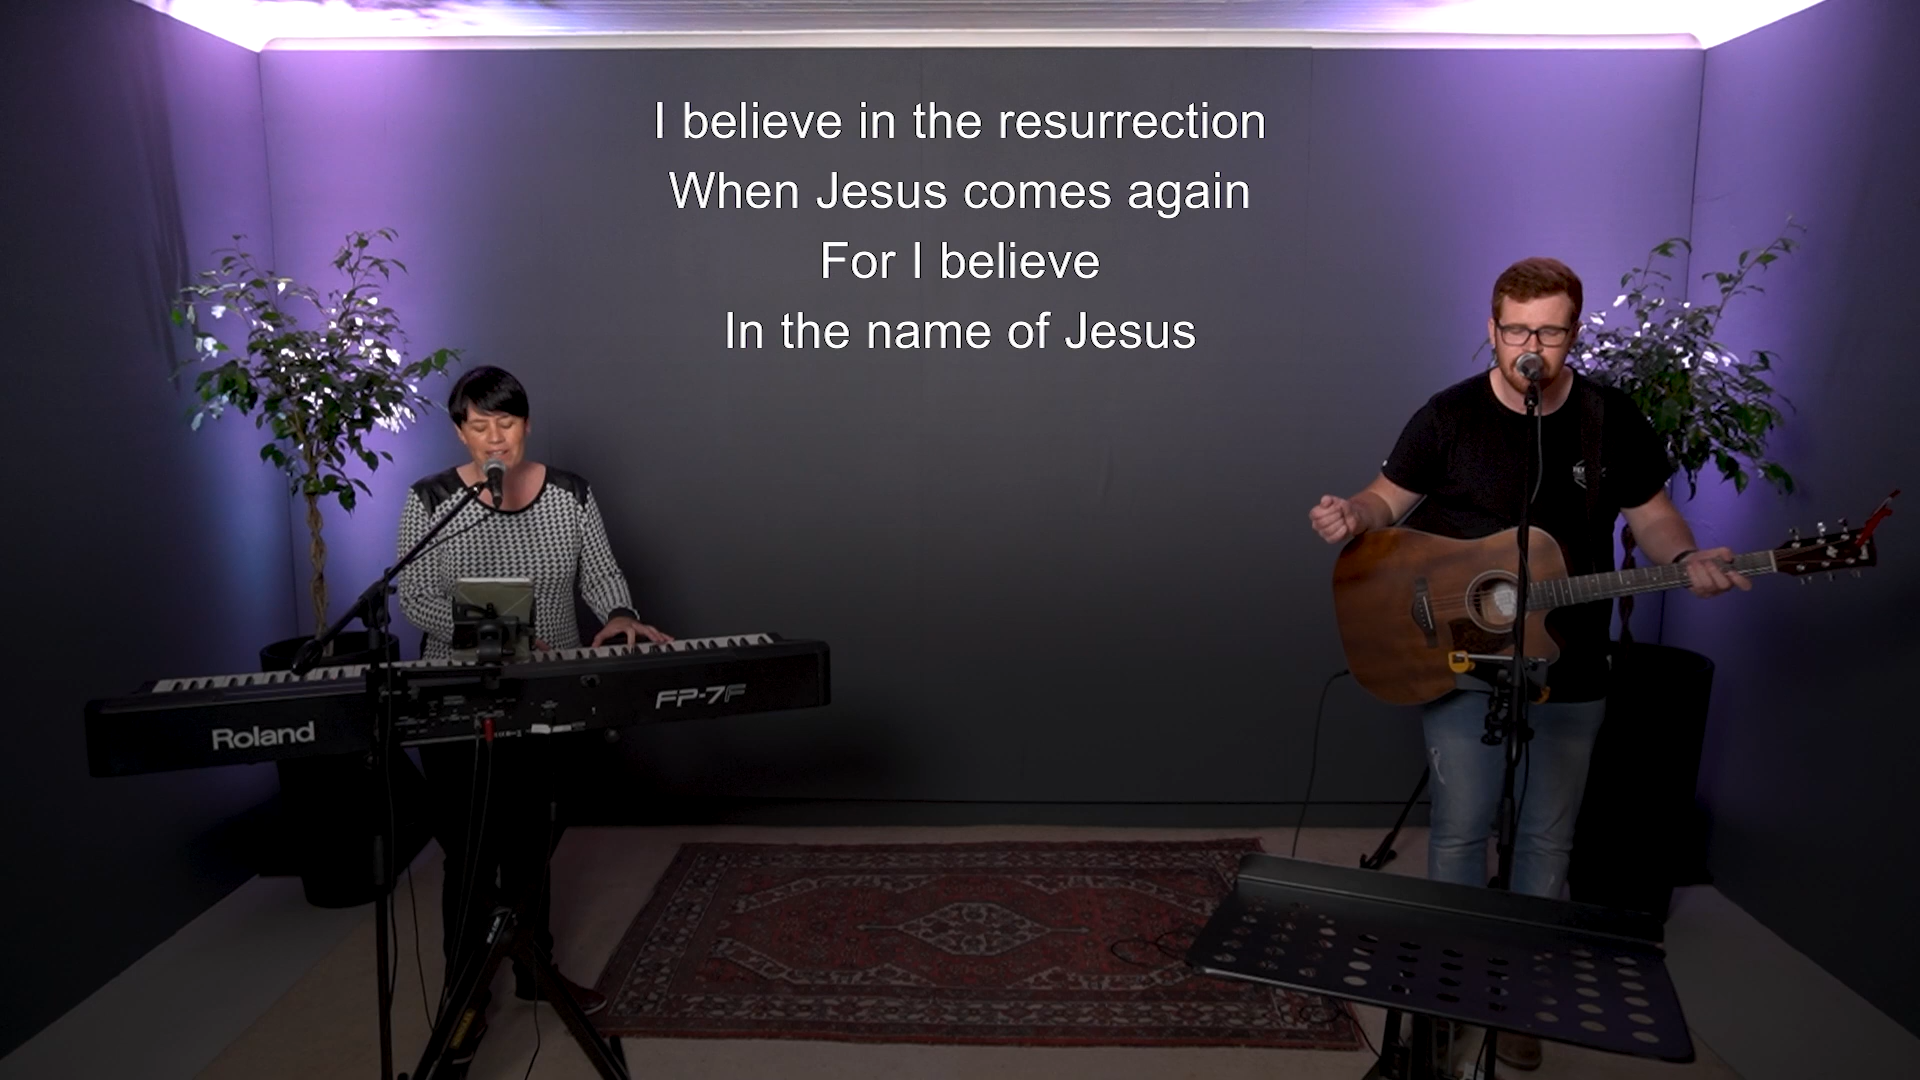 I believe in the resurrection
When Jesus comes again
For I believe
In the name of Jesus
Roland
FP-7F